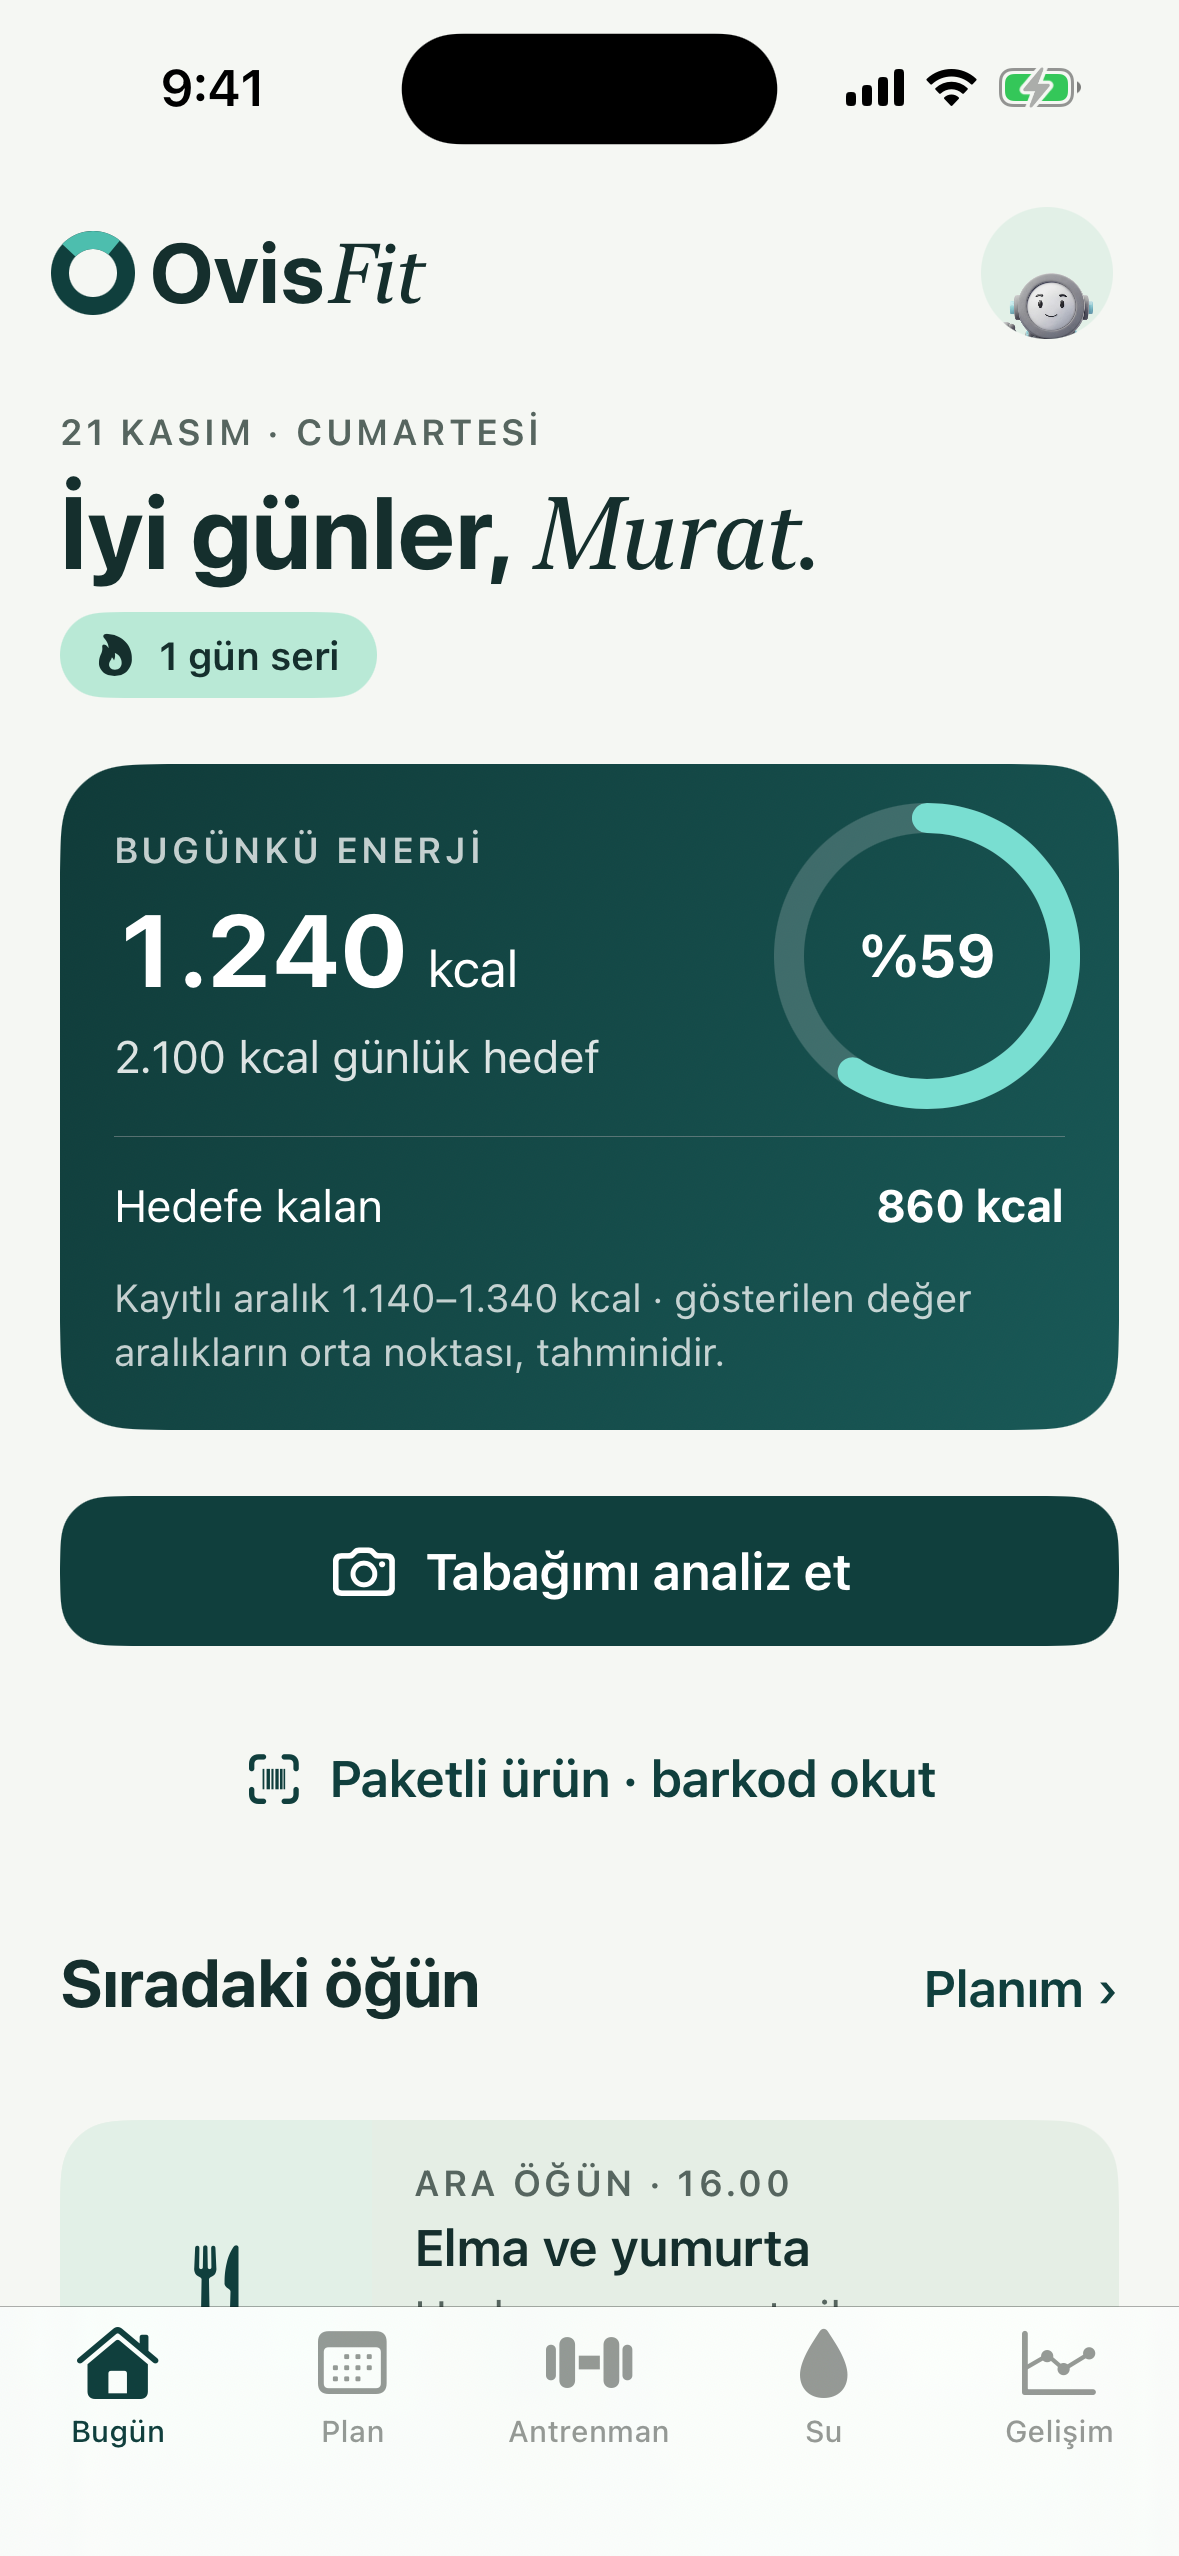 9:41
OvisFit
21 KASIM · CUMARTESİ
İyi günler, Murat.
1 gün seri
BUGÜNKÜ ENERJİ
1.240 kcal
%59
2.100 kcal günlük hedef
Hedefe kalan 860 kcal
Kayıtlı aralık 1.140–1.340 kcal · gösterilen değer
aralıkların orta noktası, tahminidir.
Tabağımı analiz et
Paketli ürün · barkod okut
Sıradaki öğün Planım ›
ARA ÖĞÜN · 16.00
Elma ve yumurta
Bugün Plan Antrenman Su Gelişim